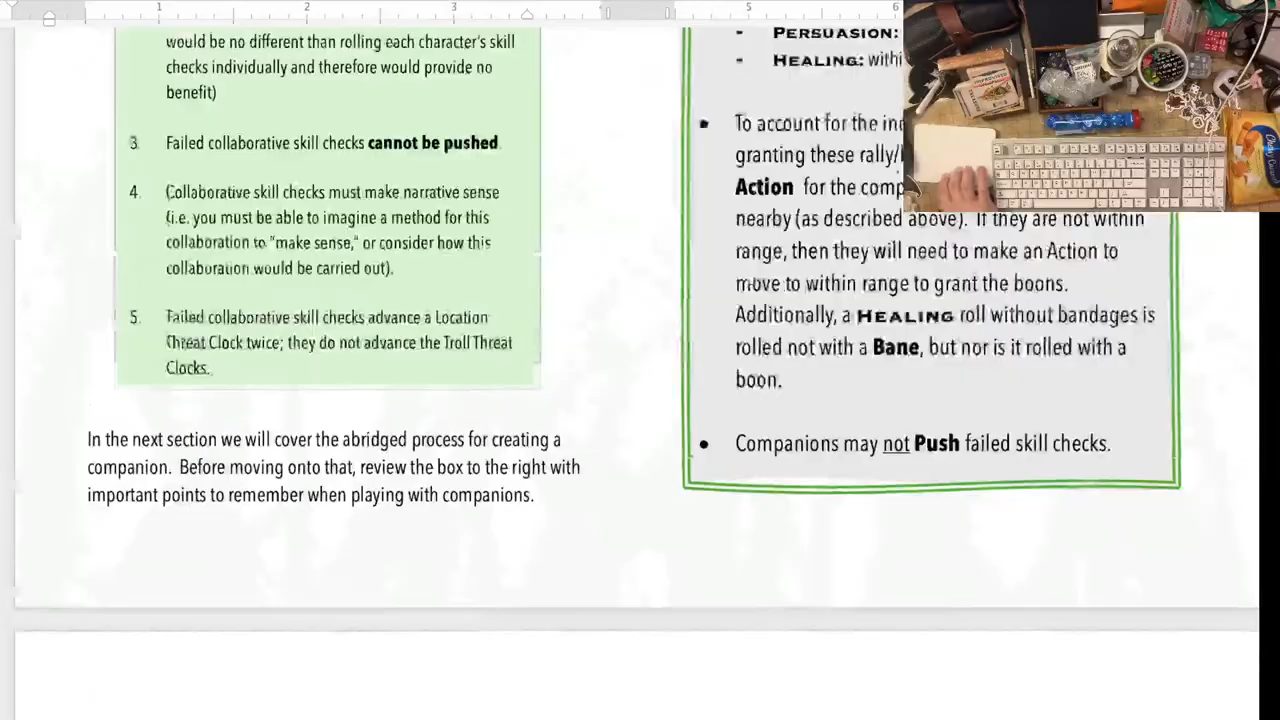 1 2 3 5 6
would be no different than rolling each character's skill
checks individually and therefore would provide no
benefit)
3. Failed collaborative skill checks cannot be pushed.
4. Collaborative skill checks must make narrative sense
(i.e. you must be able to imagine a method for this
collaboration to "make sense," or consider how this
collaboration would be carried out).
5. Failed collaborative skill checks advance a Location
Threat Clock twice; they do not advance the Troll Threat
Clocks.
In the next section we will cover the abridged process for creating a
companion. Before moving onto that, review the box to the right with
important points to remember when playing with companions.
- PERSUASION:
- HEALING: withi
• To account for the
granting these rally/
Action for the comp
nearby (as described above). If they are not within
range, then they will need to make an Action to
move to within range to grant the boons.
Additionally, a HEALING roll without bandages is
rolled not with a Bane, but nor is it rolled with a
boon.
• Companions may not Push failed skill checks.
Chewy